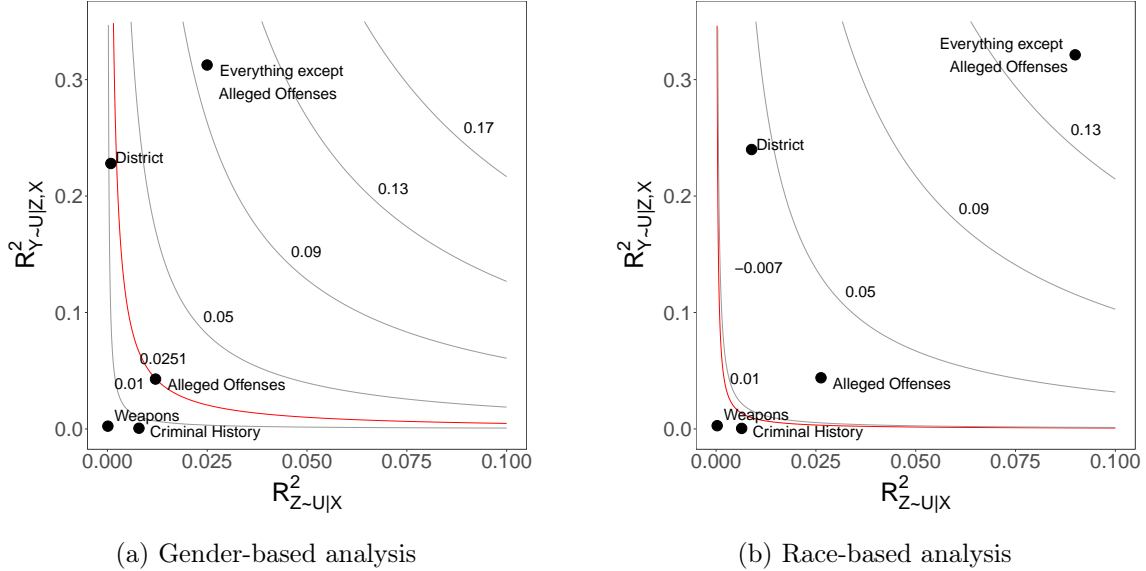 0.3
0.2
0.1
0.0
0.000
0.025
0.050
0.075
0.100
R²Y~U|Z,X
R²Z~U|X
Everything except
Alleged Offenses
0.17
District
0.13
0.09
0.05
0.0251
0.01
Alleged Offenses
Weapons
Criminal History
(a) Gender-based analysis
0.3
0.2
0.1
0.0
0.000
0.025
0.050
0.075
0.100
R²Y~U|Z,X
R²Z~U|X
Everything except
Alleged Offenses
0.13
District
0.09
−0.007
0.05
0.01
Alleged Offenses
Weapons
Criminal History
(b) Race-based analysis